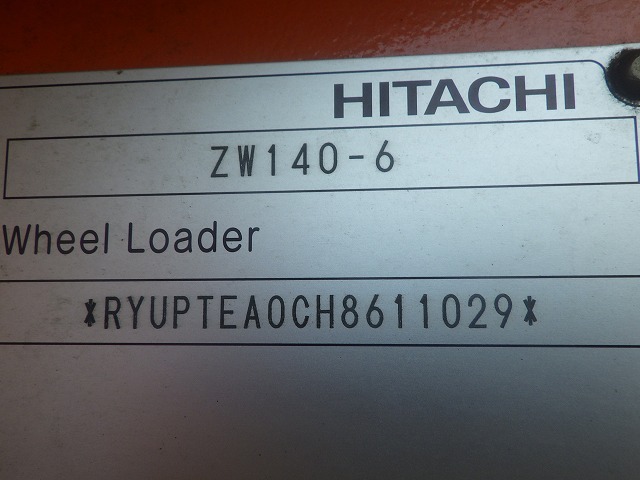 HITACHI
ZW140-6
Wheel Loader
*RYUPTEA0CH8611029*